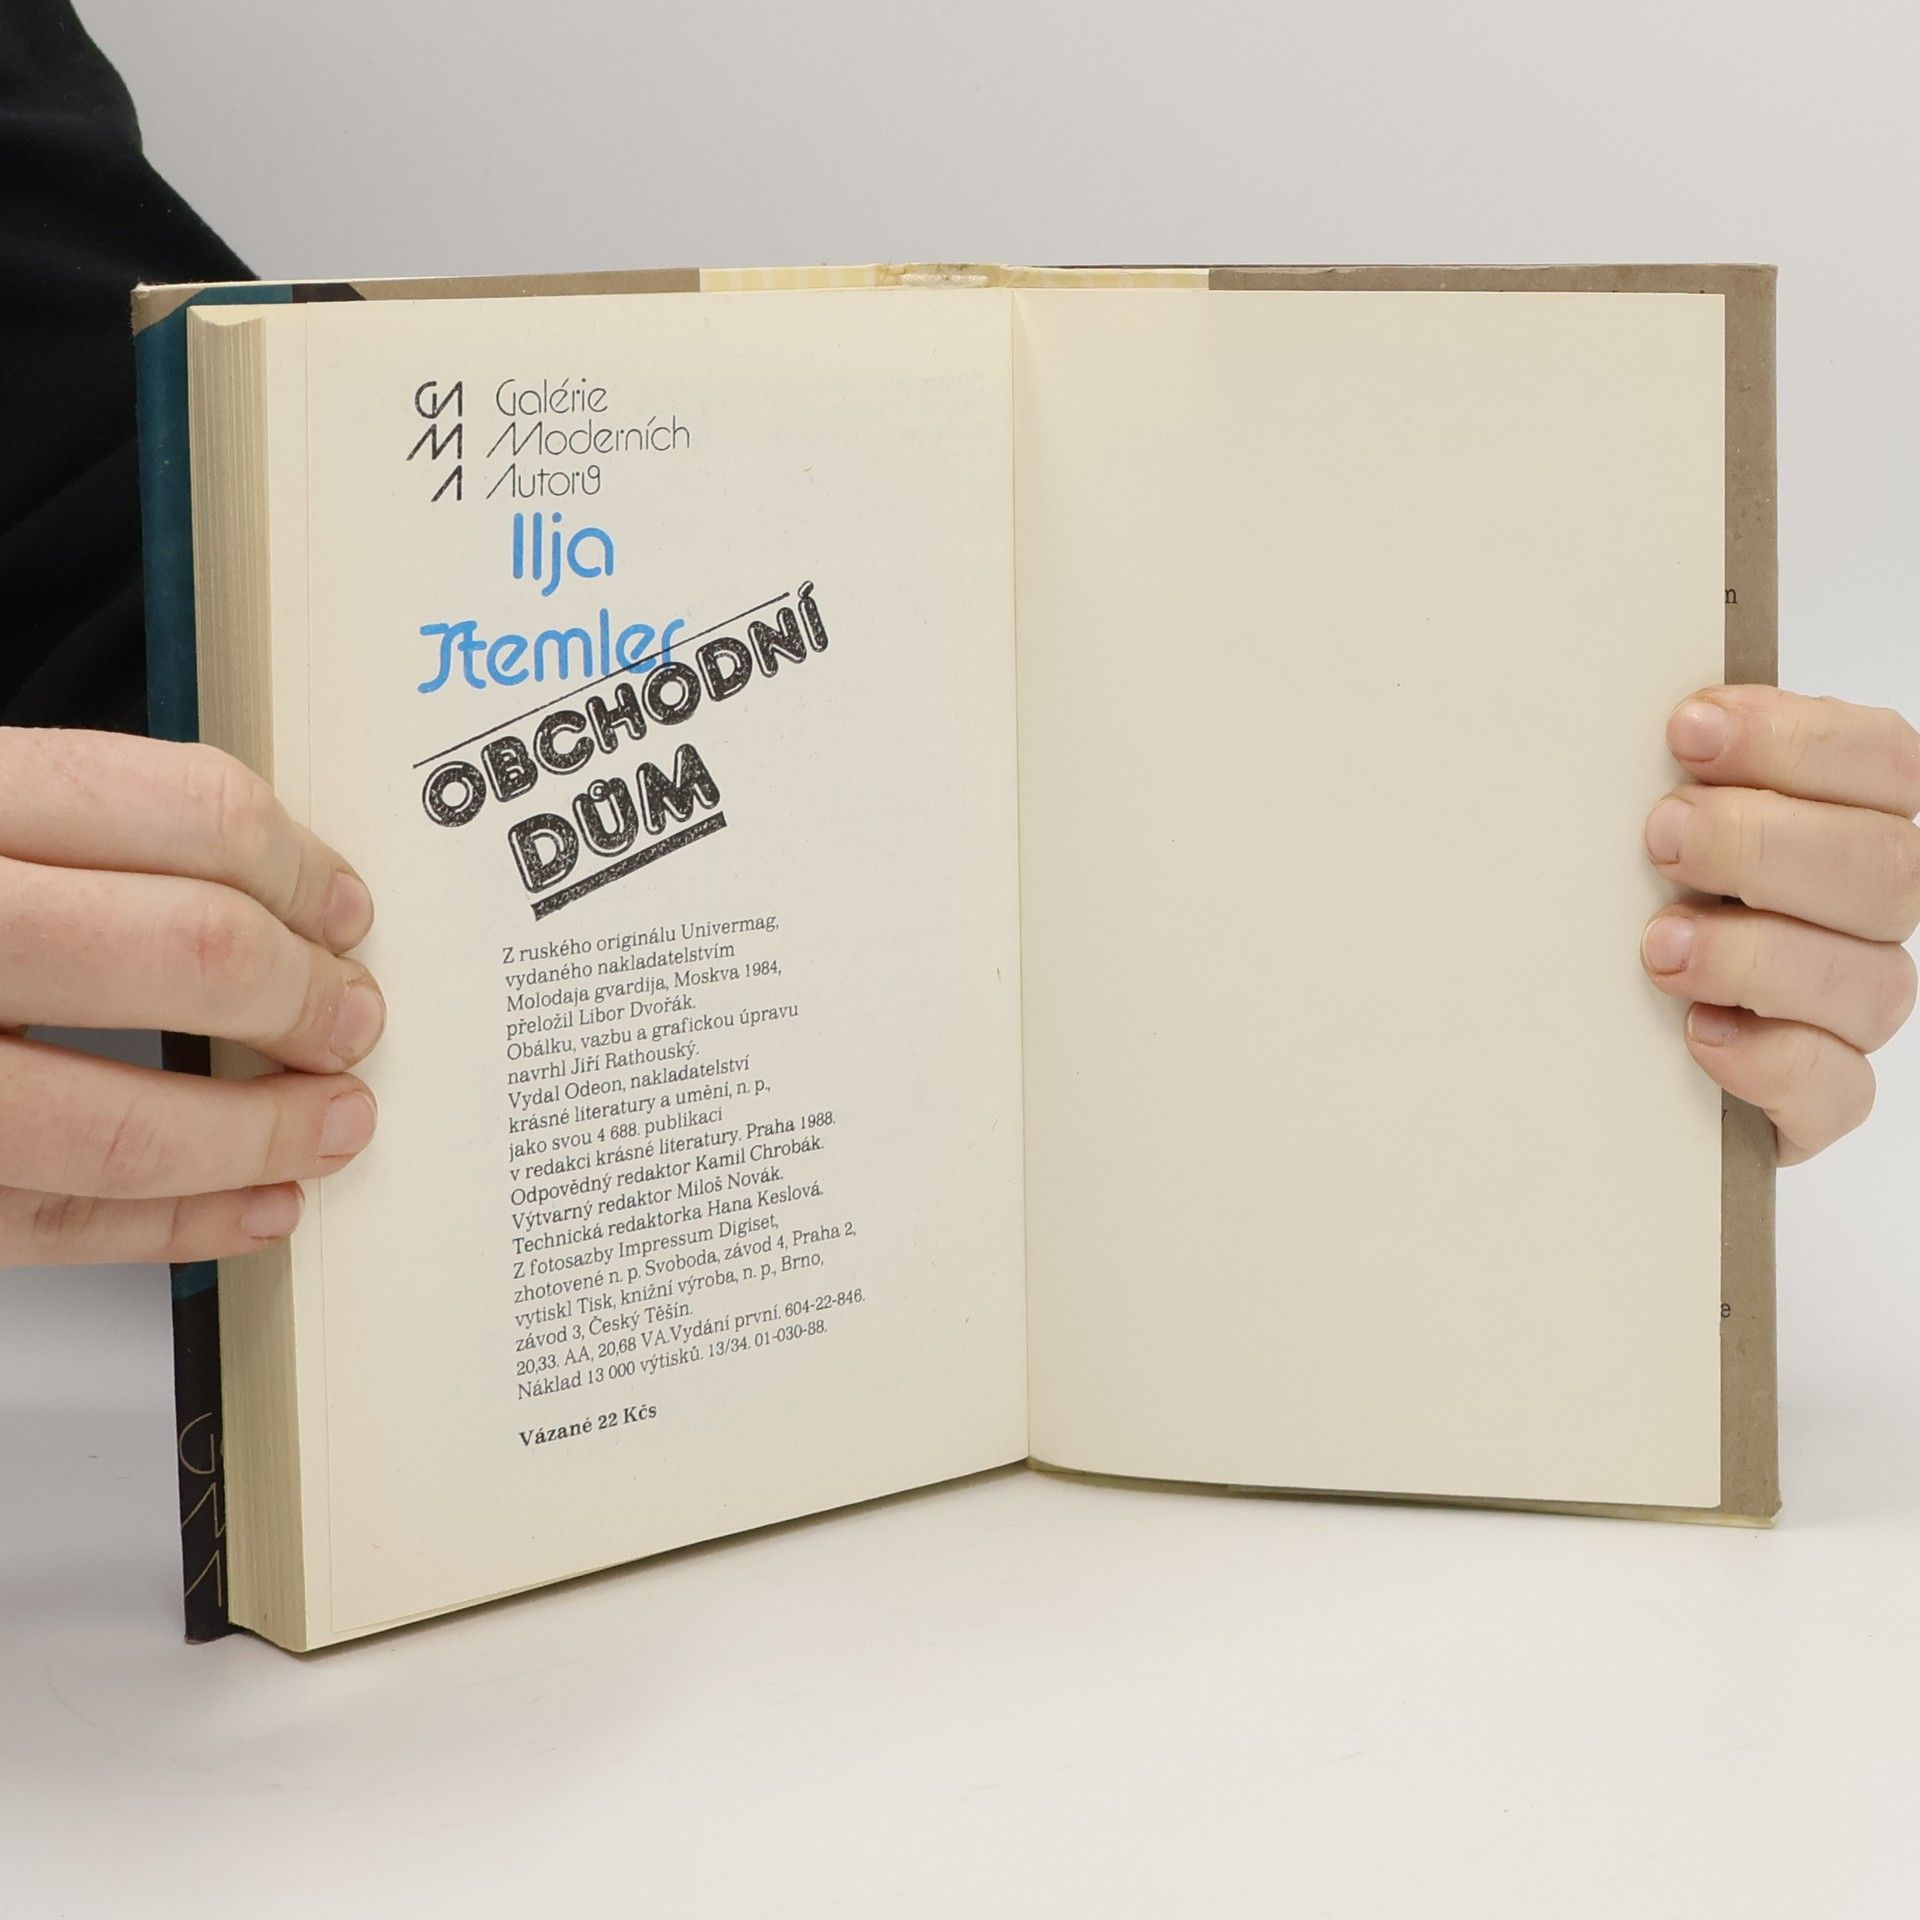 GA Galérie
M Moderních
A Autorů
Ilja
Štemler
OBCHODNÍ
DŮM
Z ruského originálu Univermag,
vydaného nakladatelstvím
Molodaja gvardija, Moskva 1984,
přeložil Libor Dvořák.
Obálku, vazbu a grafickou úpravu
navrhl Jiří Rathouský.
Vydal Odeon, nakladatelství
krásné literatury a umění, n. p.,
jako svou 4 688. publikaci
v redakci krásné literatury. Praha 1988.
Odpovědný redaktor Kamil Chrobák.
Výtvarný redaktor Miloš Novák.
Technická redaktorka Hana Keslová.
Z fotosazby Impressum Digiset,
zhotovené n. p. Svoboda, závod 4, Praha 2,
vytiskl Tisk, knižní výroba, n. p., Brno,
závod 3, Český Těšín.
20,33. AA, 20,68 VA. Vydání první. 604-22-846.
Náklad 13 000 výtisků. 13/34. 01-030-88.
Vázané 22 Kčs